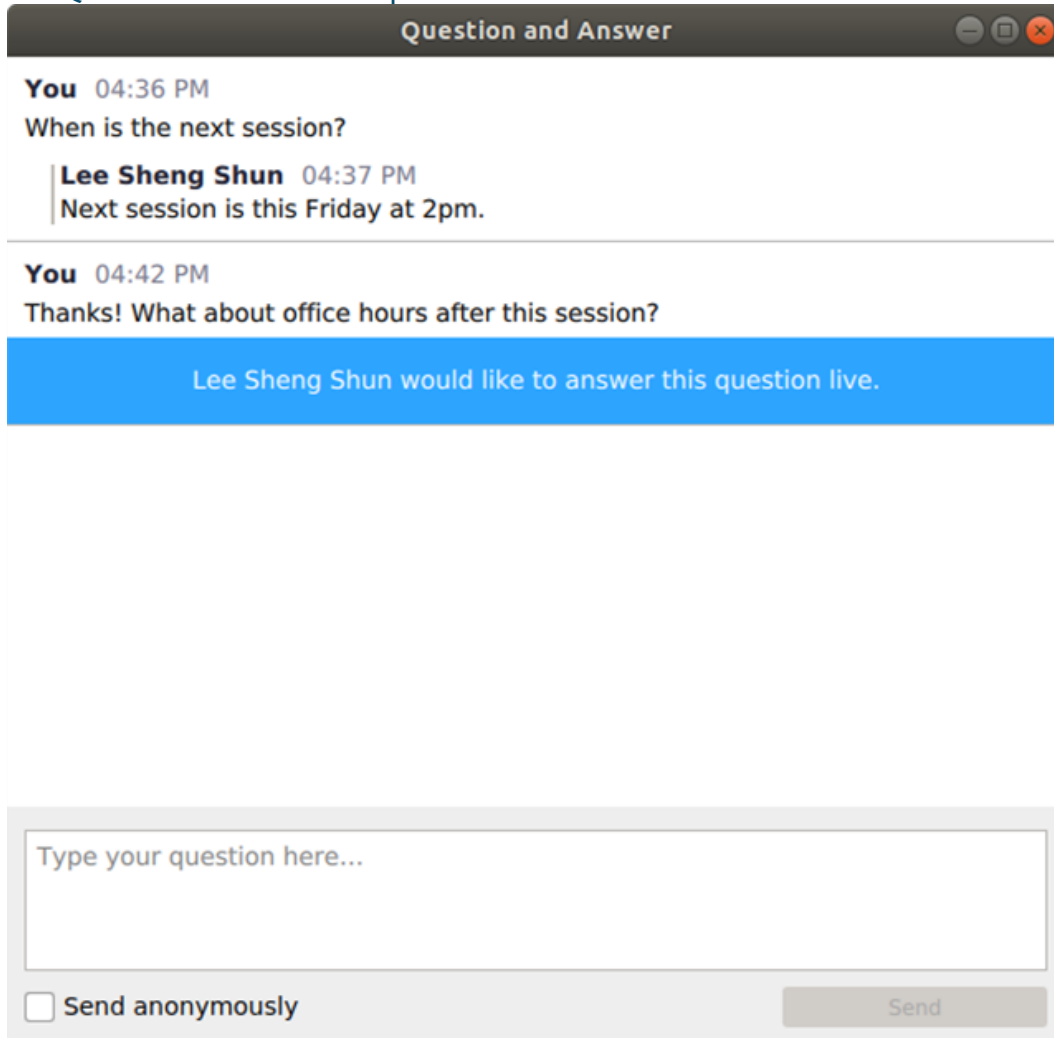 Question and Answer
You 04:36 PM
When is the next session?
Lee Sheng Shun 04:37 PM
Next session is this Friday at 2pm.
You 04:42 PM
Thanks! What about office hours after this session?
Lee Sheng Shun would like to answer this question live.
Type your question here...
Send anonymously
Send